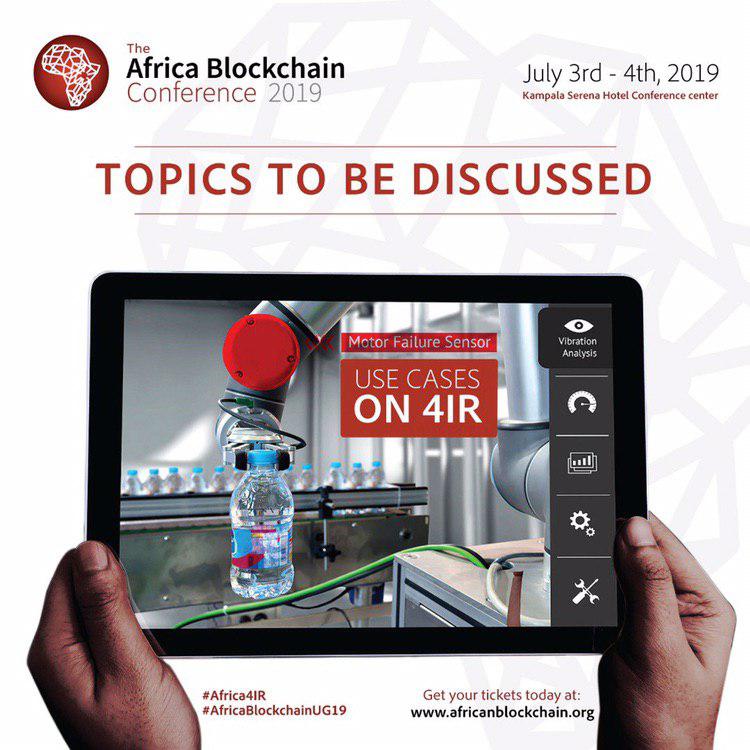 The
Africa Blockchain
Conference 2019
July 3rd - 4th, 2019
Kampala Serena Hotel Conference center
TOPICS TO BE DISCUSSED
Motor Failure Sensor
USE CASES
ON 4IR
Vibration
Analysis
#Africa4IR
#AfricaBlockchainUG19
Get your tickets today at:
www.africanblockchain.org